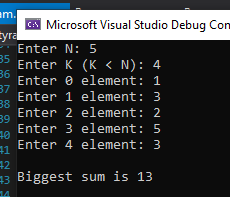 Microsoft Visual Studio Debug Con
Enter N: 5
Enter K (K < N): 4
Enter 0 element: 1
Enter 1 element: 3
Enter 2 element: 2
Enter 3 element: 5
Enter 4 element: 3
Biggest sum is 13